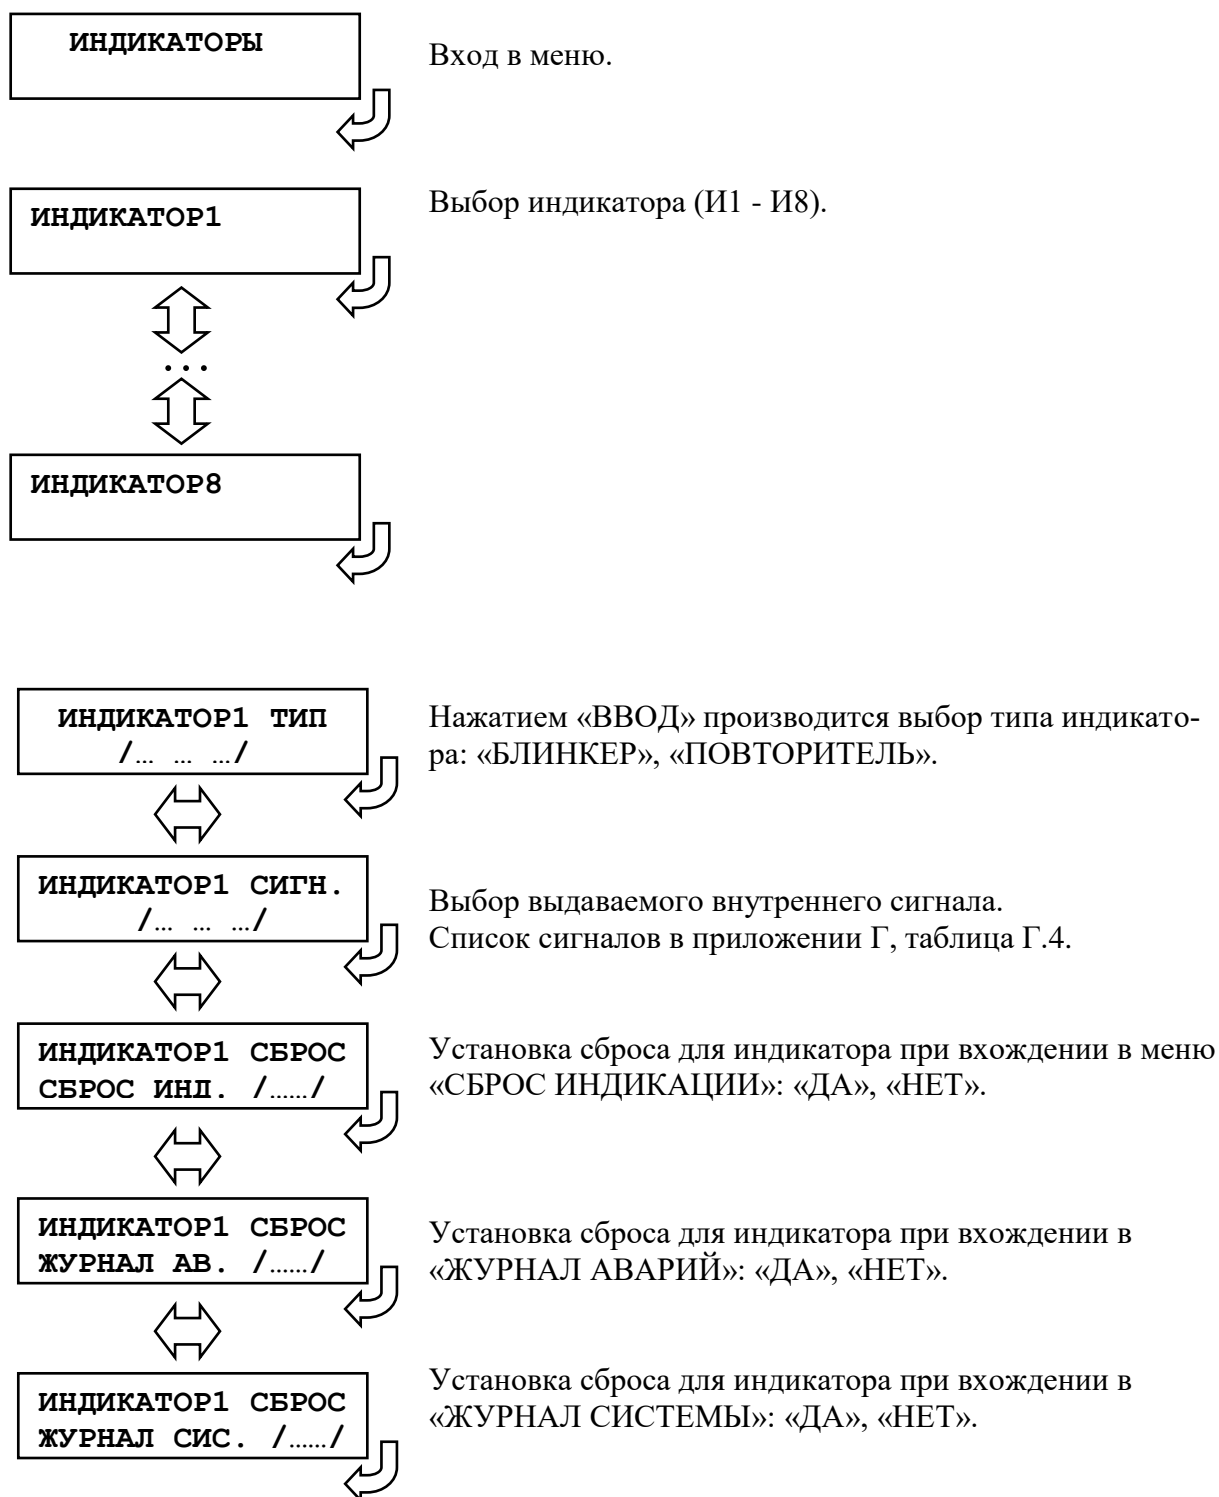 ИНДИКАТОРЫ
Вход в меню.
ИНДИКАТОР1
Выбор индикатора (И1 - И8).
...
ИНДИКАТОР8
ИНДИКАТОР1 ТИП
/… … …/
Нажатием «ВВОД» производится выбор типа индикато-
ра: «БЛИНКЕР», «ПОВТОРИТЕЛЬ».
ИНДИКАТОР1 СИГН.
/… … …/
Выбор выдаваемого внутреннего сигнала.
Список сигналов в приложении Г, таблица Г.4.
ИНДИКАТОР1 СБРОС
СБРОС ИНД. /……/
Установка сброса для индикатора при вхождении в меню
«СБРОС ИНДИКАЦИИ»: «ДА», «НЕТ».
ИНДИКАТОР1 СБРОС
ЖУРНАЛ АВ. /……/
Установка сброса для индикатора при вхождении в
«ЖУРНАЛ АВАРИЙ»: «ДА», «НЕТ».
ИНДИКАТОР1 СБРОС
ЖУРНАЛ СИС. /……/
Установка сброса для индикатора при вхождении в
«ЖУРНАЛ СИСТЕМЫ»: «ДА», «НЕТ».